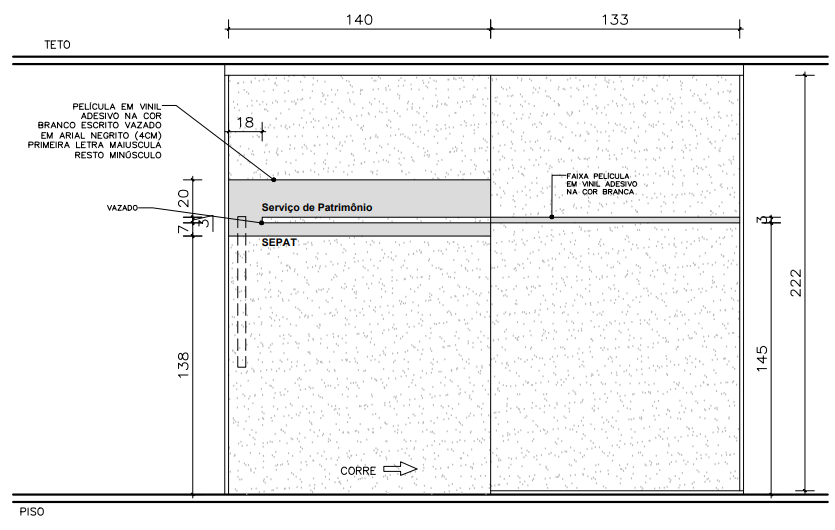 140
133
TETO
PELÍCULA EM VINIL
ADESIVO NA COR
BRANCO ESCRITO VAZADO
EM ARIAL NEGRITO (4CM)
PRIMEIRA LETRA MAIUSCULA
RESTO MINÚSCULO
18
FAIXA PELÍCULA
EM VINIL ADESIVO
NA COR BRANCA
20
VAZADO
Serviço de Patrimônio
3
3
7
SEPAT
222
138
145
CORRE
PISO